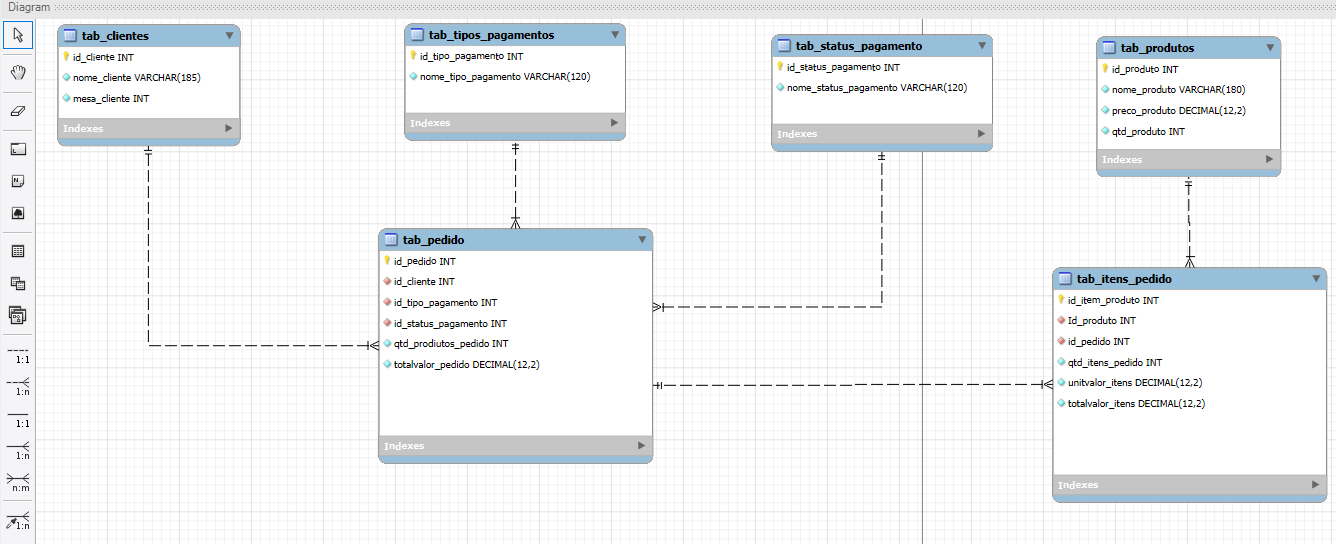 Diagram
tab_clientes
id_cliente INT
nome_cliente VARCHAR(185)
mesa_cliente INT
Indexes
tab_tipos_pagamentos
id_tipo_pagamento INT
nome_tipo_pagamento VARCHAR(120)
Indexes
tab_status_pagamento
id_status_pagamento INT
nome_status_pagamento VARCHAR(120)
Indexes
tab_produtos
id_produto INT
nome_produto VARCHAR(180)
preco_produto DECIMAL(12,2)
qtd_produto INT
Indexes
tab_pedido
id_pedido INT
id_cliente INT
id_tipo_pagamento INT
id_status_pagamento INT
qtd_prodiutos_pedido INT
totalvalor_pedido DECIMAL(12,2)
Indexes
tab_itens_pedido
id_item_produto INT
Id_produto INT
id_pedido INT
qtd_itens_pedido INT
unitvalor_itens DECIMAL(12,2)
totalvalor_itens DECIMAL(12,2)
Indexes
1:1
1:n
1:1
1:n
n:m
1:n